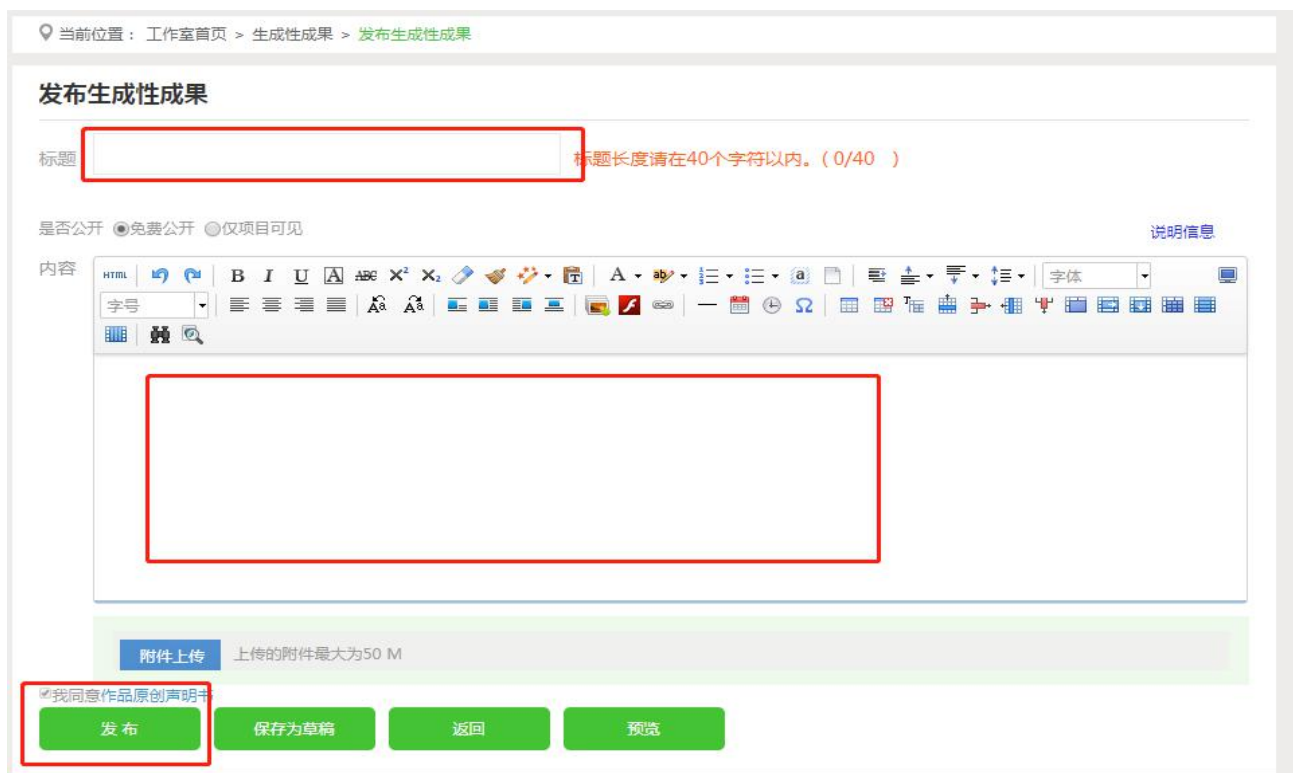 当前位置： 工作室首页 > 生成性成果 > 发布生成性成果
发布生成性成果
标题
标题长度请在40个字符以内。( 0/40 )
是否公开 免费公开 仅项目可见
说明信息
内容
HTML B I U A ABC X² X₂ A ab a 字体
字号 Ω
附件上传 上传的附件最大为50 M
我同意作品原创声明书
发 布 保存为草稿 返回 预览